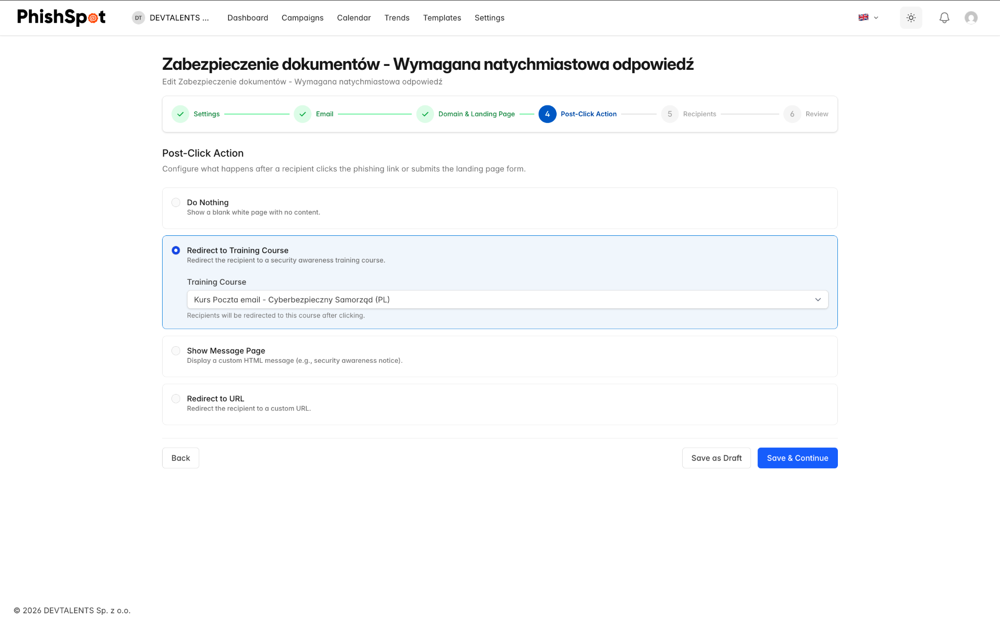 PhishSpot
DT DEVTALENTS ... Dashboard Campaigns Calendar Trends Templates Settings
Zabezpieczenie dokumentów - Wymagana natychmiastowa odpowiedź
Edit Zabezpieczenie dokumentów - Wymagana natychmiastowa odpowiedź
Settings Email Domain & Landing Page 4 Post-Click Action 5 Recipients 6 Review
Post-Click Action
Configure what happens after a recipient clicks the phishing link or submits the landing page form.
Do Nothing
Show a blank white page with no content.
Redirect to Training Course
Redirect the recipient to a security awareness training course.
Training Course
Kurs Poczta email - Cyberbezpieczny Samorząd (PL)
Recipients will be redirected to this course after clicking.
Show Message Page
Display a custom HTML message (e.g., security awareness notice).
Redirect to URL
Redirect the recipient to a custom URL.
Back Save as Draft Save & Continue
© 2026 DEVTALENTS Sp. z o.o.